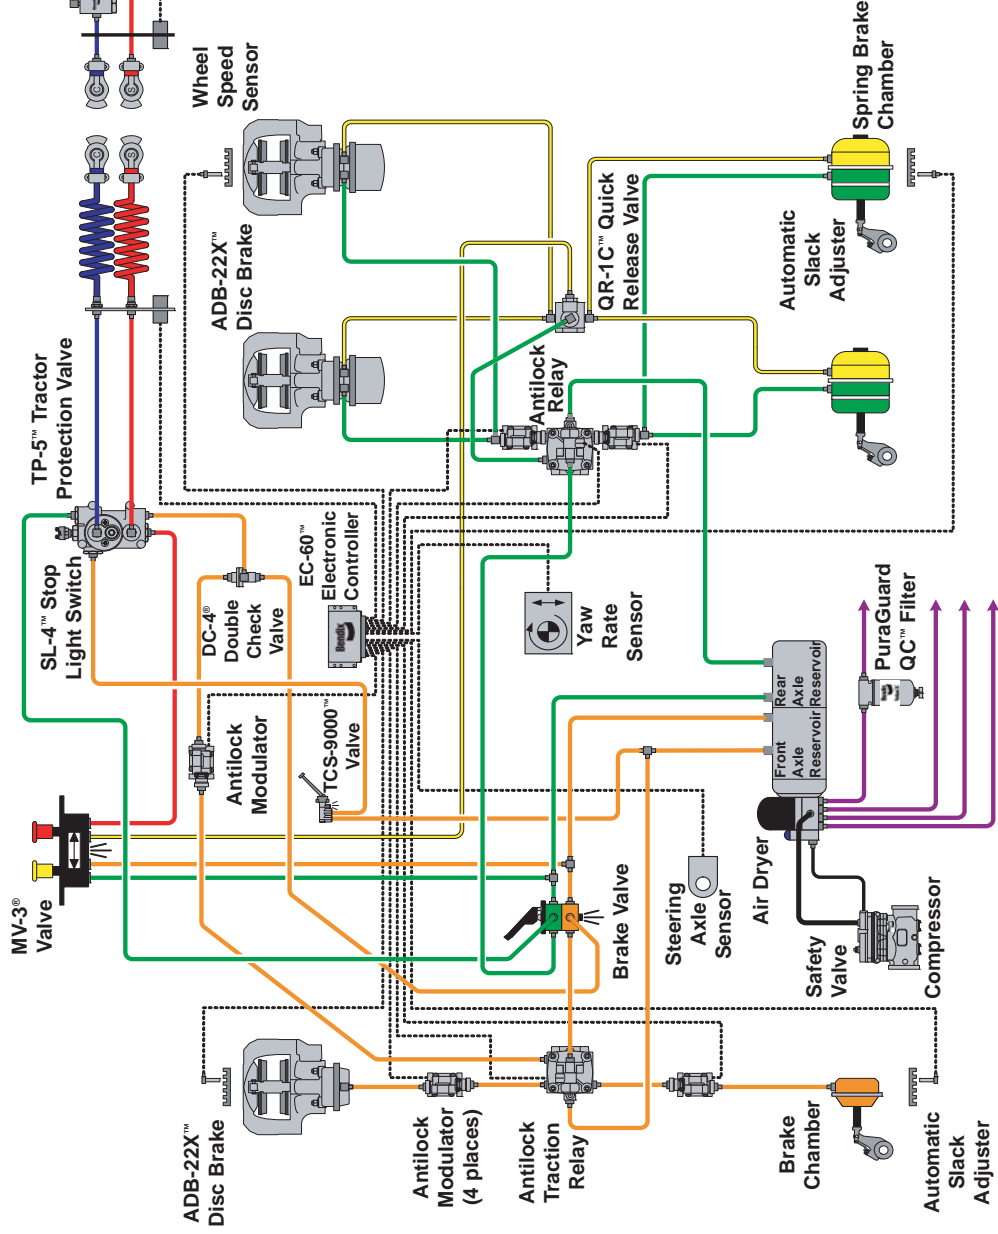 Wheel
Speed
Sensor
Spring Brake
Chamber
C
S
C
S
ADB-22X™
Disc Brake
QR-1C™ Quick
Release Valve
Automatic
Slack
Adjuster
TP-5™ Tractor
Protection Valve
Antilock
Relay
SL-4™ Stop
Light Switch
DC-4®
Double
Check
Valve
EC-60™
Electronic
Controller
Bendix
Yaw
Rate
Sensor
PuraGuard
QC™ Filter
Rear
Axle
Reservoir
Front
Axle
Reservoir
Antilock
Modulator
TCS-9000™
Valve
MV-3®
Valve
Brake Valve
Steering
Axle
Sensor
Air Dryer
Safety
Valve
Compressor
ADB-22X™
Disc Brake
Antilock
Modulator
(4 places)
Antilock
Traction
Relay
Brake
Chamber
Automatic
Slack
Adjuster